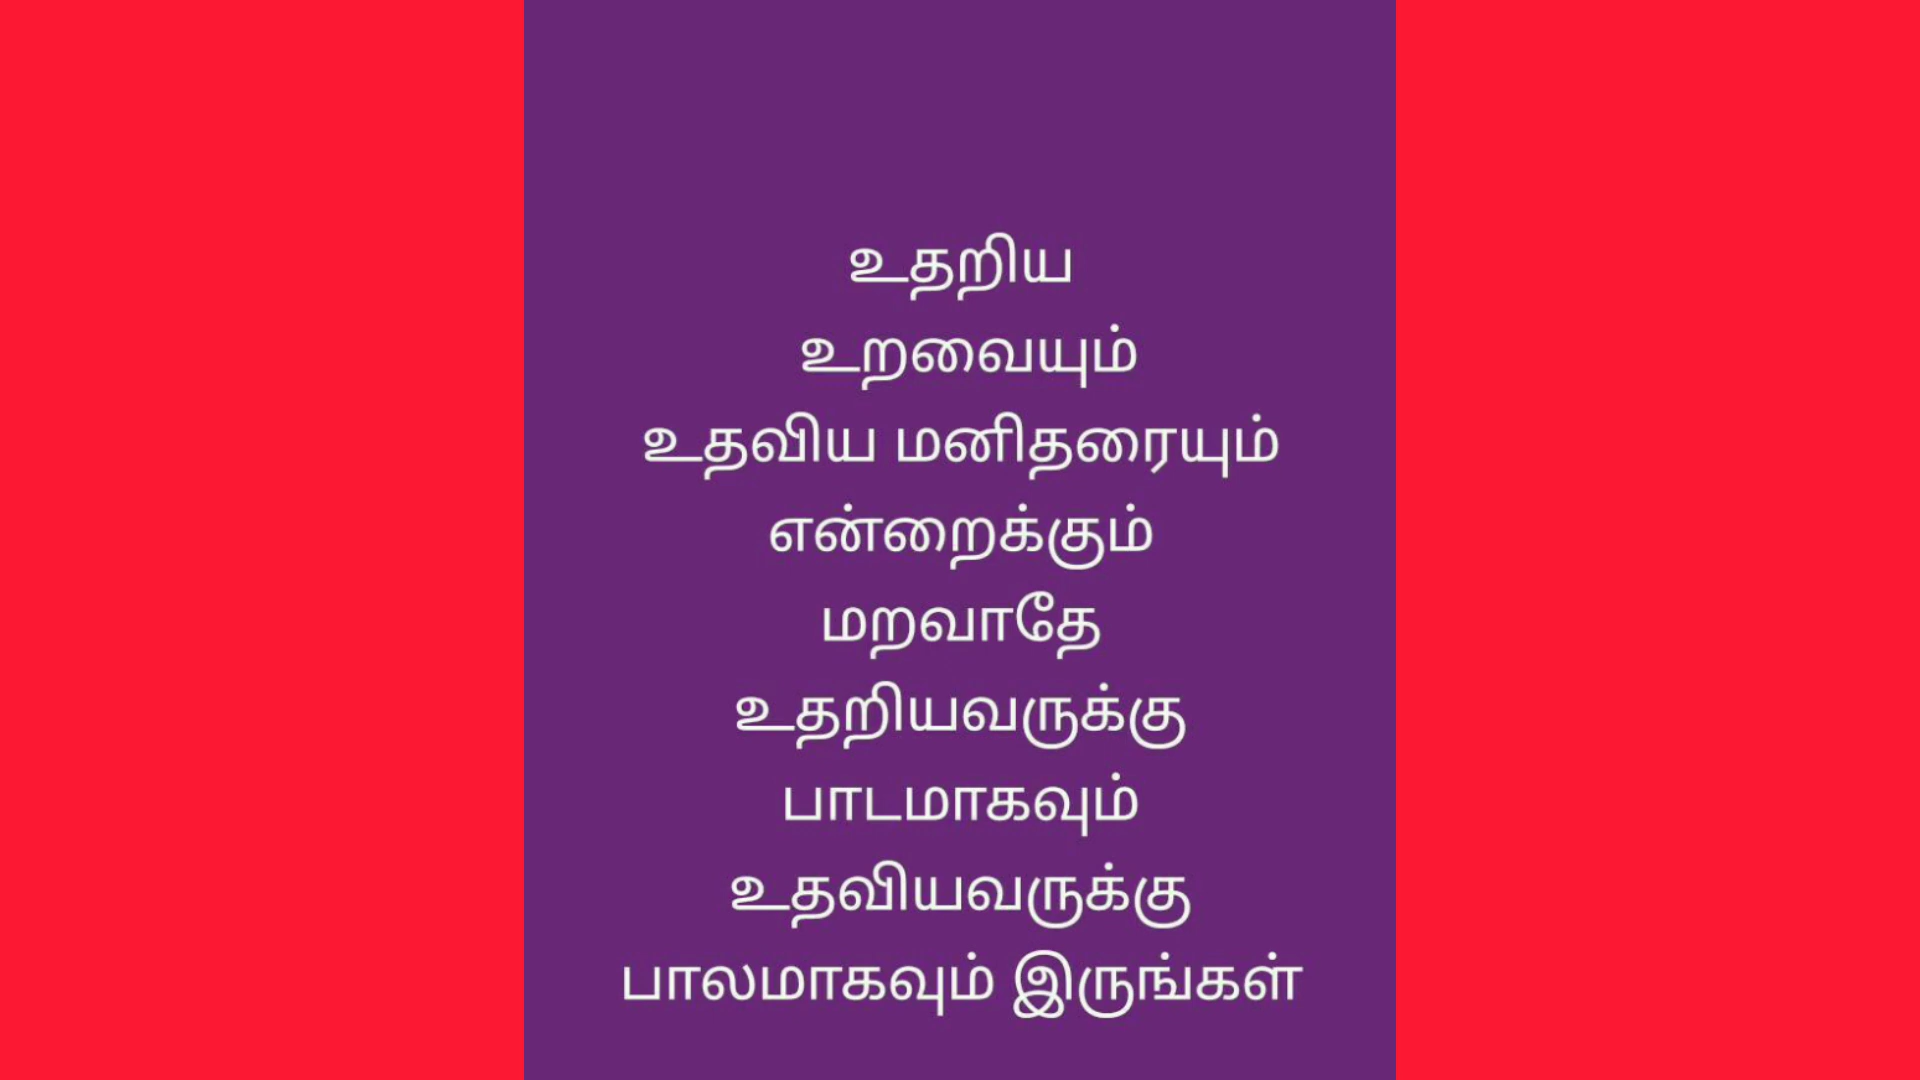 உதறிய
உறவையும்
உதவிய மனிதரையும்
என்றைக்கும்
மறவாதே
உதறியவருக்கு
பாடமாகவும்
உதவியவருக்கு
பாலமாகவும் இருங்கள்